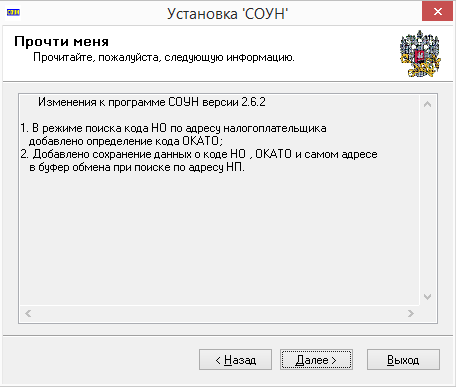 Установка 'СОУН'
Прочти меня
Прочитайте, пожалуйста, следующую информацию.
Изменения к программе СОУН версии 2.6.2
1. В режиме поиска кода НО по адресу налогоплательщика
добавлено определение кода ОКАТО;
2. Добавлено сохранение данных о коде НО , ОКАТО и самом адресе
в буфер обмена при поиске по адресу НП.
< Назад
Далее >
Выход